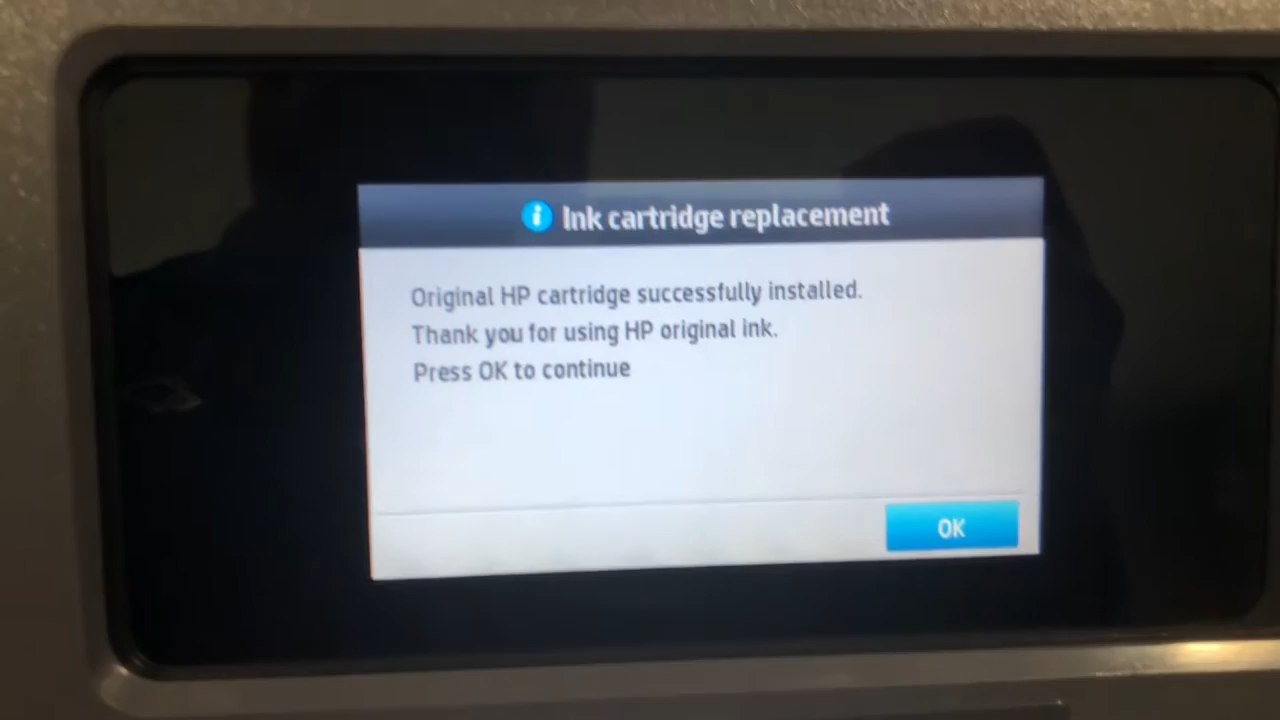 Ink cartridge replacement
Original HP cartridge successfully installed.
Thank you for using HP original ink.
Press OK to continue
OK